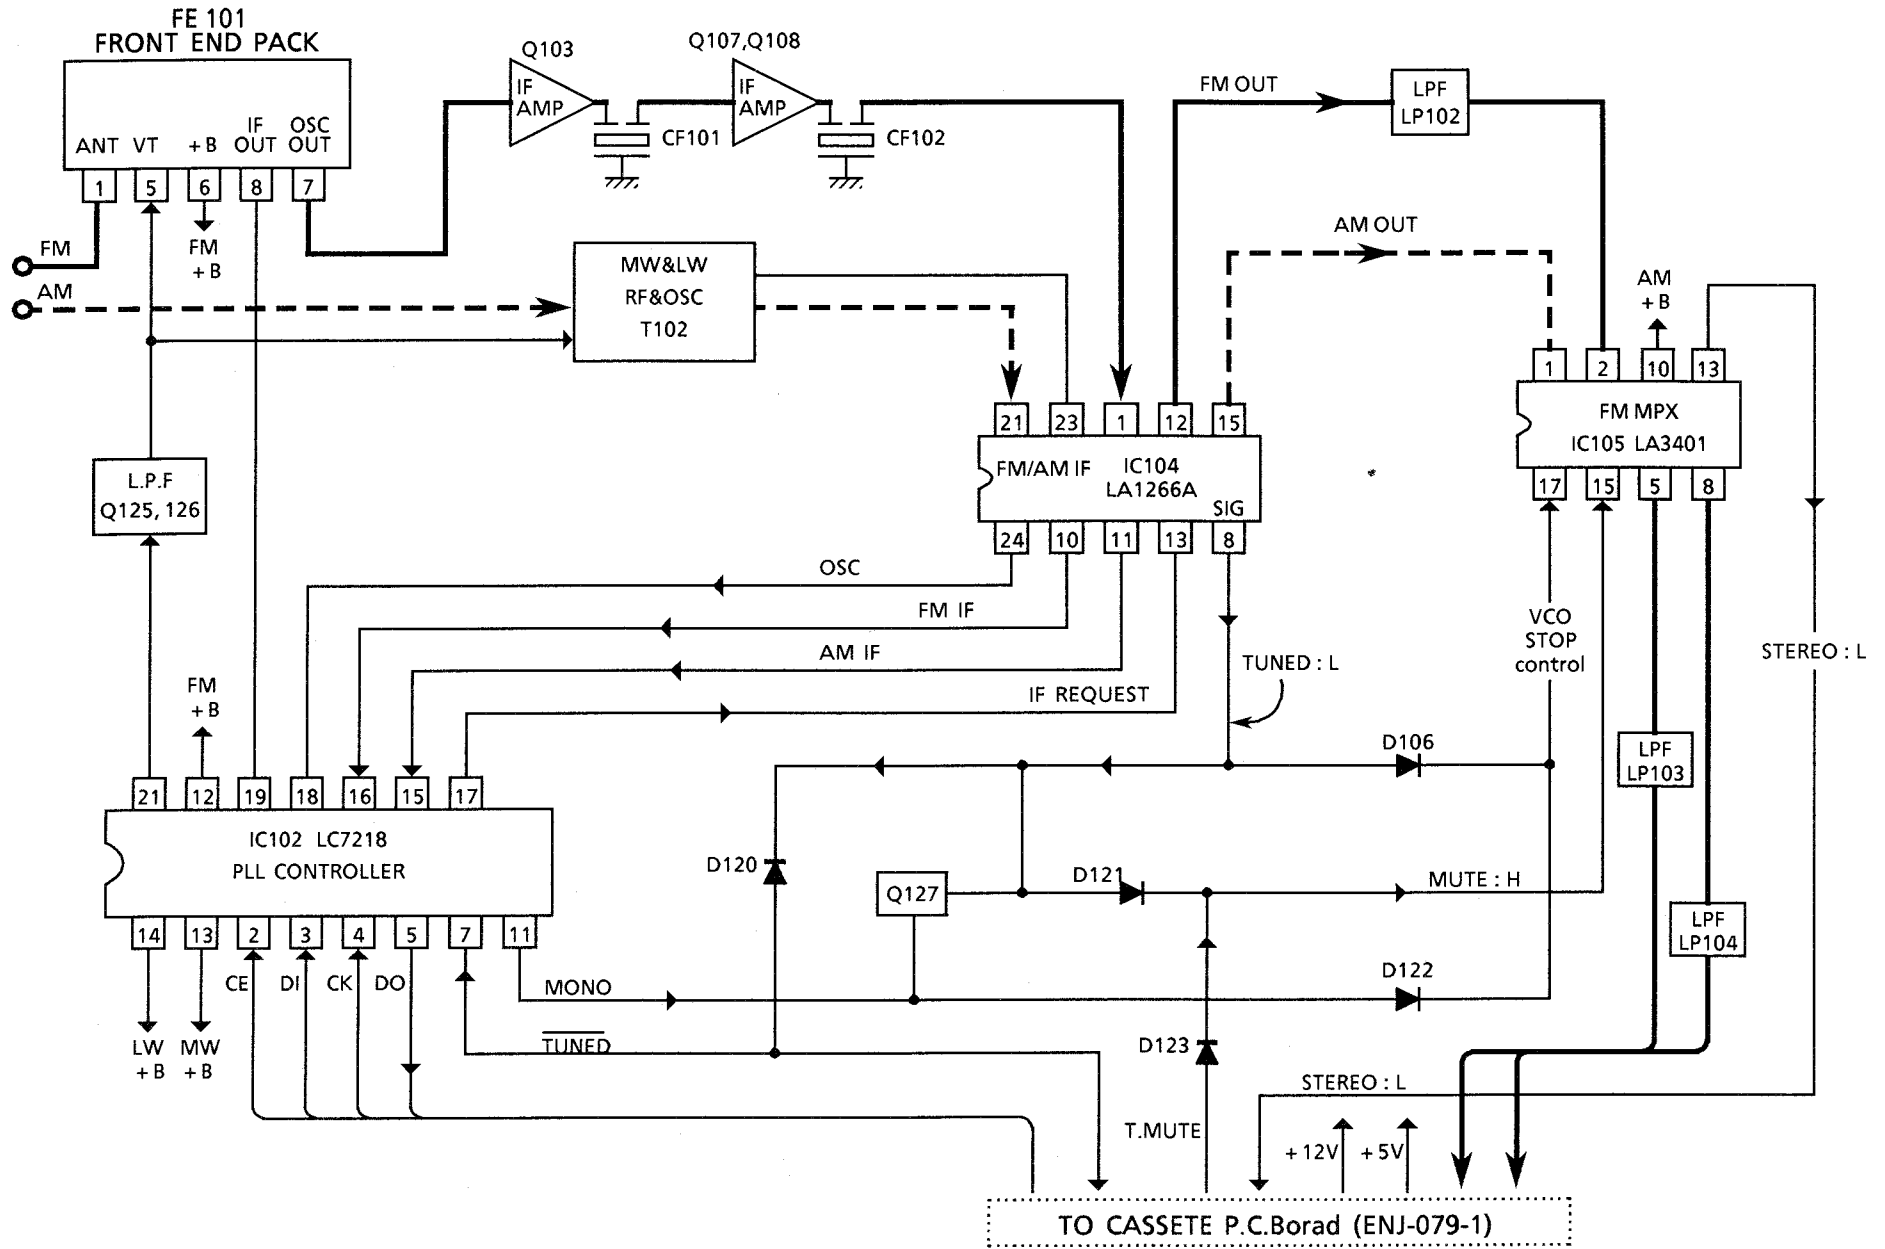 FE 101
FRONT END PACK
ANT VT +B IF OUT OSC OUT
1 5 6 8 7
FM
AM
FM
+B
Q103
IF
AMP
CF101
Q107,Q108
IF
AMP
CF102
FM OUT
LPF
LP102
MW&LW
RF&OSC
T102
AM OUT
AM
+B
1 2 10 13
FM MPX
IC105 LA3401
17 15 5 8
21 23 1 12 15
FM/AM IF IC104
LA1266A
SIG
24 10 11 13 8
L.P.F
Q125, 126
OSC
FM IF
AM IF
IF REQUEST
TUNED : L
VCO
STOP
control
STEREO : L
FM
+B
21 12 19 18 16 15 17
IC102 LC7218
PLL CONTROLLER
14 13 2 3 4 5 7 11
CE DI CK DO
LW
+B
MW
+B
MONO
TUNED
D106
D120
Q127
D121
MUTE : H
D122
D123
T.MUTE
LPF
LP103
LPF
LP104
STEREO : L
+12V +5V
TO CASSETE P.C.Borad (ENJ-079-1)